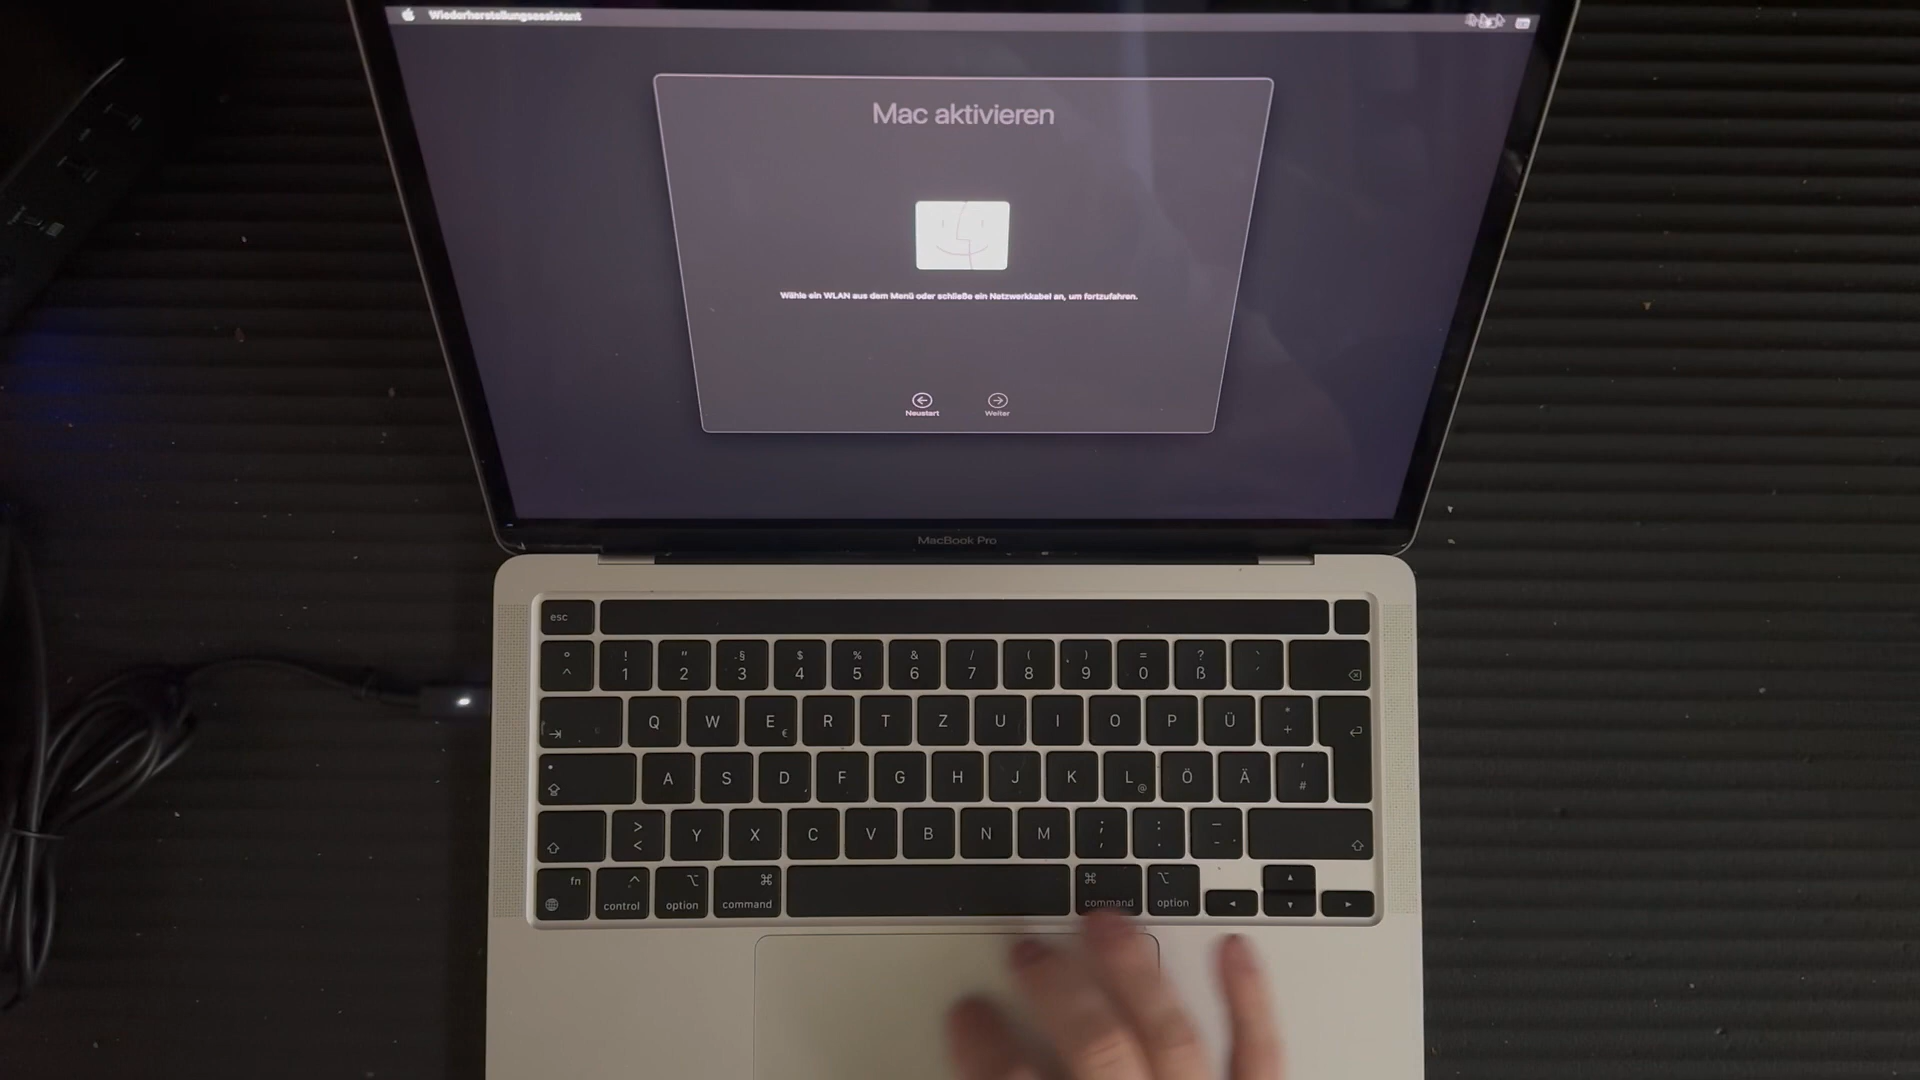 Wiederherstellungsassistent
Mac aktivieren
Wähle ein WLAN aus dem Menü oder schließe ein Netzwerkkabel an, um fortzufahren.
Neustart Weiter
MacBook Pro
esc
° ! " § $ % & / ( ) = ? `
^ 1 2 3 4 5 6 7 8 9 0 ß ´
Q W E € R T Z U I O P Ü * +
A S D F G H J K L @ Ö Ä ' #
> < Y X C V B N M ; , : . _ -
fn ^ ⌥ ⌘ ⌘ ⌥
control option command command option